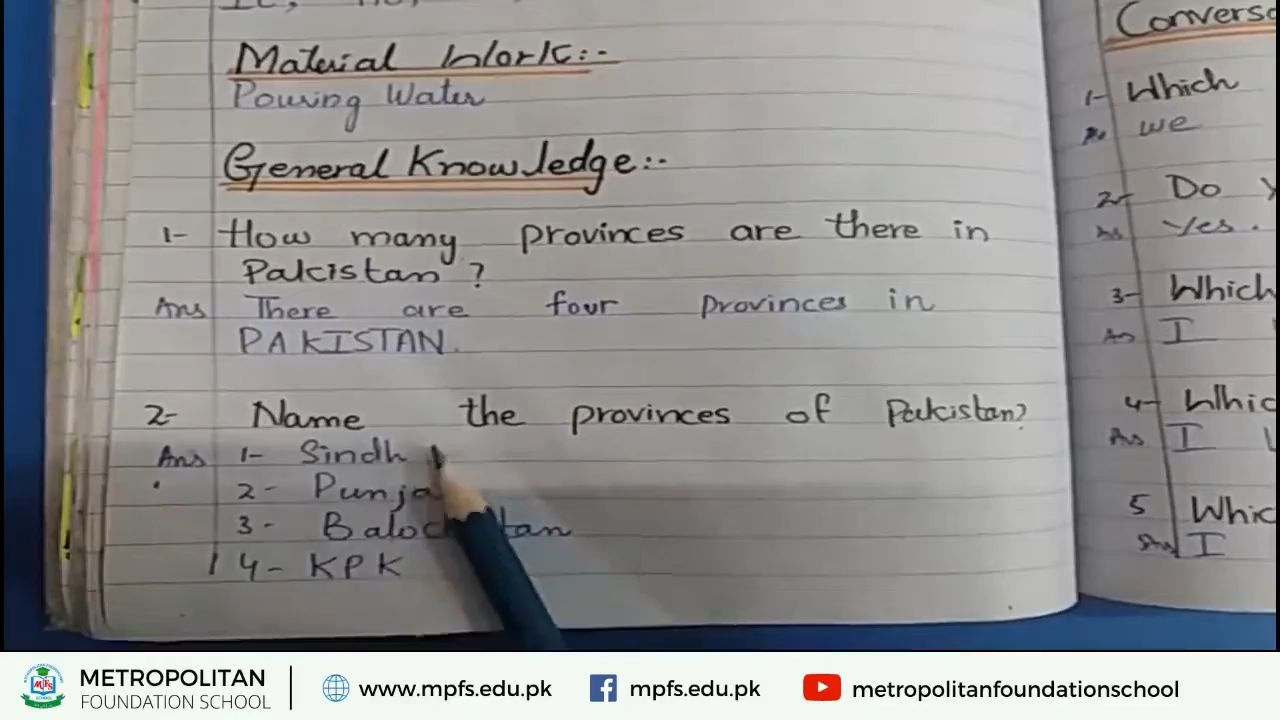 Material Work:-
Pouring Water
General Knowledge:-
1- How many provinces are there in
Pakistan?
Ans There are four provinces in
PAKISTAN.
2- Name the provinces of Pakistan?
Ans 1- Sindh
2- Punja
3- Baloc tan
4- KPK
Convers
1- Which
we
2- Do
Ans Yes.
3- Which
An I
4- Whic
Ans I
5 Whic
Ans I
METROPOLITAN
FOUNDATION SCHOOL
www.mpfs.edu.pk
mpfs.edu.pk
metropolitanfoundationschool